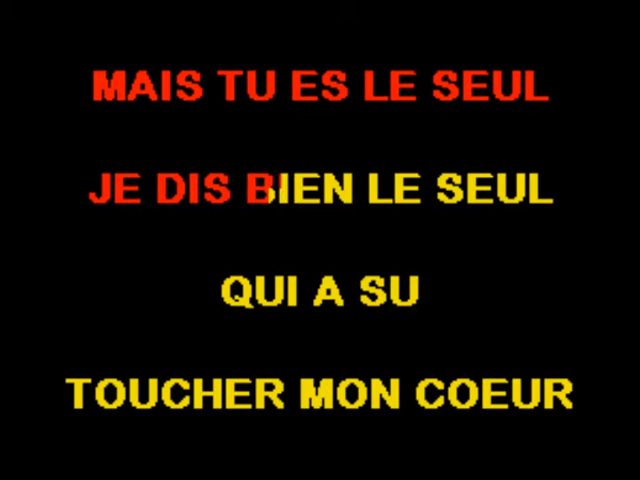 MAIS TU ES LE SEUL
JE DIS BIEN LE SEUL
QUI A SU
TOUCHER MON COEUR